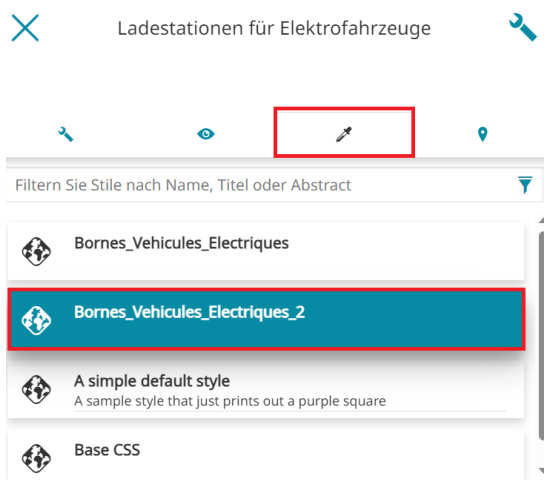 Ladestationen für Elektrofahrzeuge
Filtern Sie Stile nach Name, Titel oder Abstract
Bornes_Vehicules_Electriques
Bornes_Vehicules_Electriques_2
A simple default style
A sample style that just prints out a purple square
Base CSS